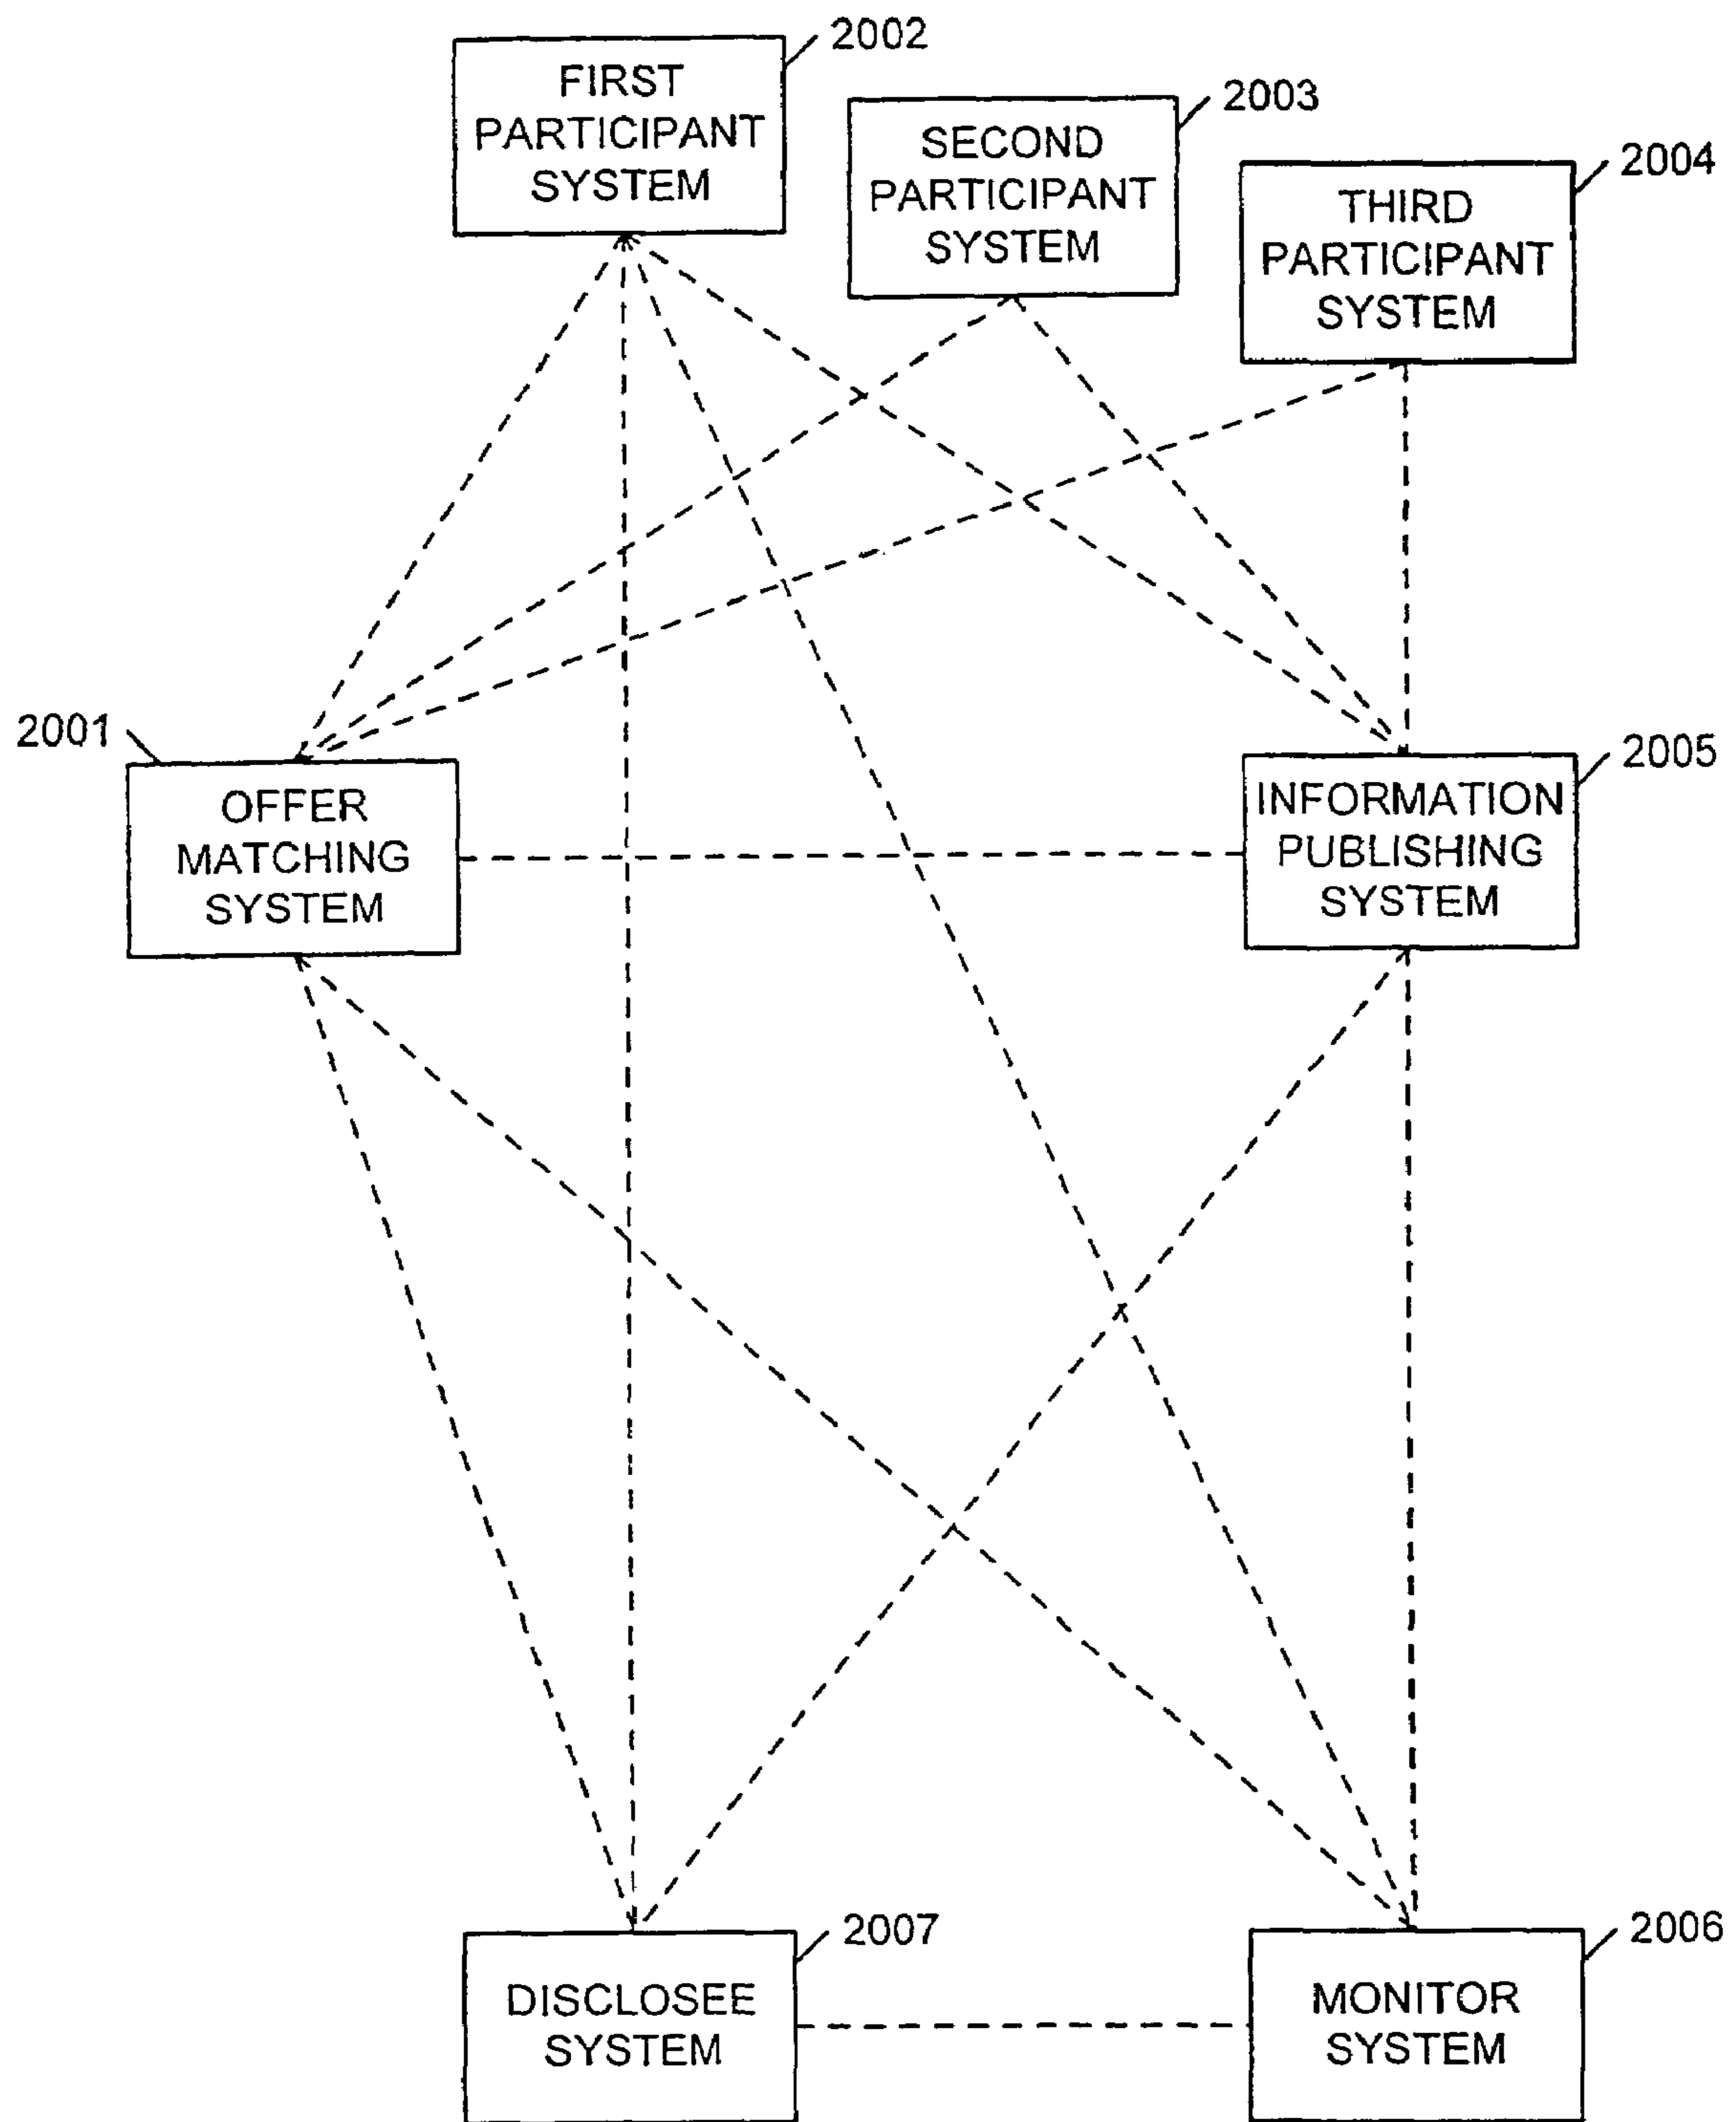 2002
FIRST
PARTICIPANT
SYSTEM
2003
SECOND
PARTICIPANT
SYSTEM
2004
THIRD
PARTICIPANT
SYSTEM
2001
OFFER
MATCHING
SYSTEM
2005
INFORMATION
PUBLISHING
SYSTEM
2007
DISCLOSEE
SYSTEM
2006
MONITOR
SYSTEM